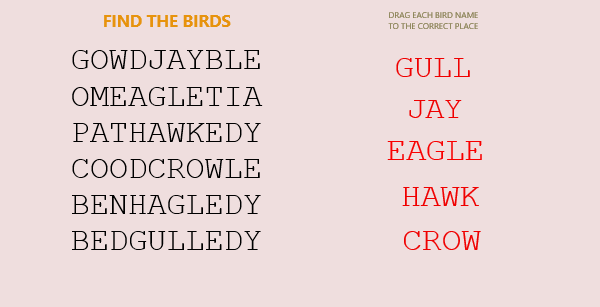 FIND THE BIRDS
GOWDJAYBLE
OMEAGLETIA
PATHAWKEDY
COODCROWLE
BENHAGLEDY
BEDGULLEDY
DRAG EACH BIRD NAME
TO THE CORRECT PLACE
GULL
JAY
EAGLE
HAWK
CROW